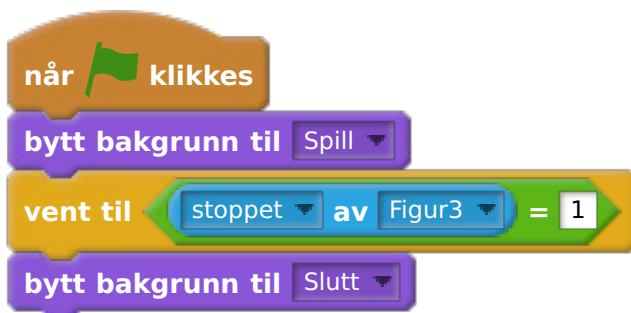 når klikkes
bytt bakgrunn til Spill
vent til stoppet av Figur3 = 1
bytt bakgrunn til Slutt